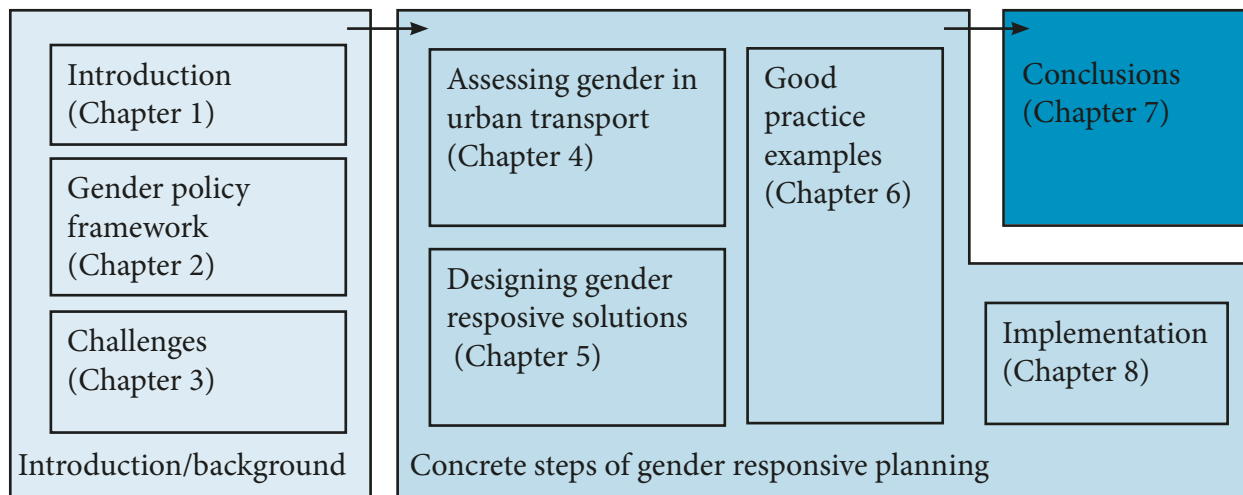 Introduction
(Chapter 1)
Gender policy
framework
(Chapter 2)
Challenges
(Chapter 3)
Introduction/background
Assessing gender in
urban transport
(Chapter 4)
Designing gender
resposive solutions
(Chapter 5)
Good
practice
examples
(Chapter 6)
Implementation
(Chapter 8)
Concrete steps of gender responsive planning
Conclusions
(Chapter 7)